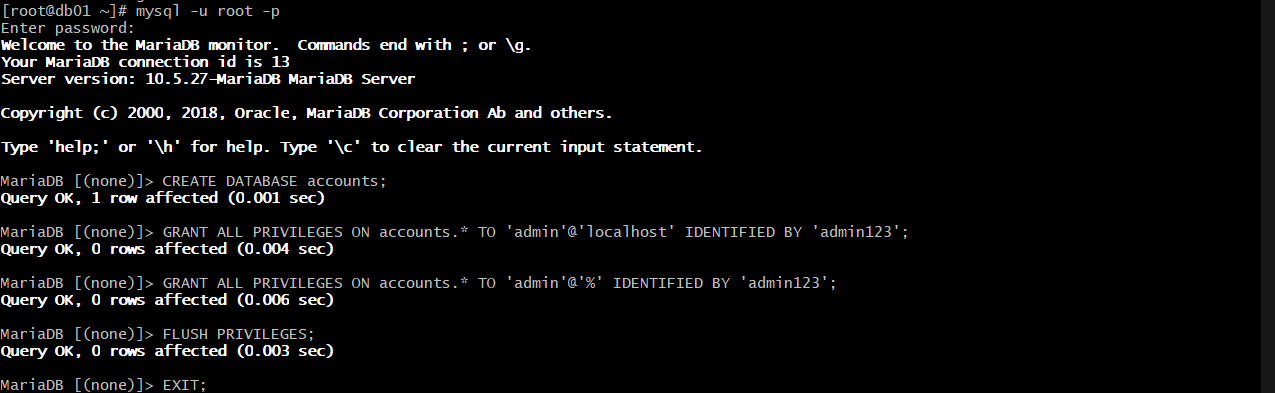 [root@db01 ~]# mysql -u root -p
Enter password:
Welcome to the MariaDB monitor.  Commands end with ; or \g.
Your MariaDB connection id is 13
Server version: 10.5.27-MariaDB MariaDB Server
Copyright (c) 2000, 2018, Oracle, MariaDB Corporation Ab and others.
Type 'help;' or '\h' for help. Type '\c' to clear the current input statement.
MariaDB [(none)]> CREATE DATABASE accounts;
Query OK, 1 row affected (0.001 sec)
MariaDB [(none)]> GRANT ALL PRIVILEGES ON accounts.* TO 'admin'@'localhost' IDENTIFIED BY 'admin123';
Query OK, 0 rows affected (0.004 sec)
MariaDB [(none)]> GRANT ALL PRIVILEGES ON accounts.* TO 'admin'@'%' IDENTIFIED BY 'admin123';
Query OK, 0 rows affected (0.006 sec)
MariaDB [(none)]> FLUSH PRIVILEGES;
Query OK, 0 rows affected (0.003 sec)
MariaDB [(none)]> EXIT;